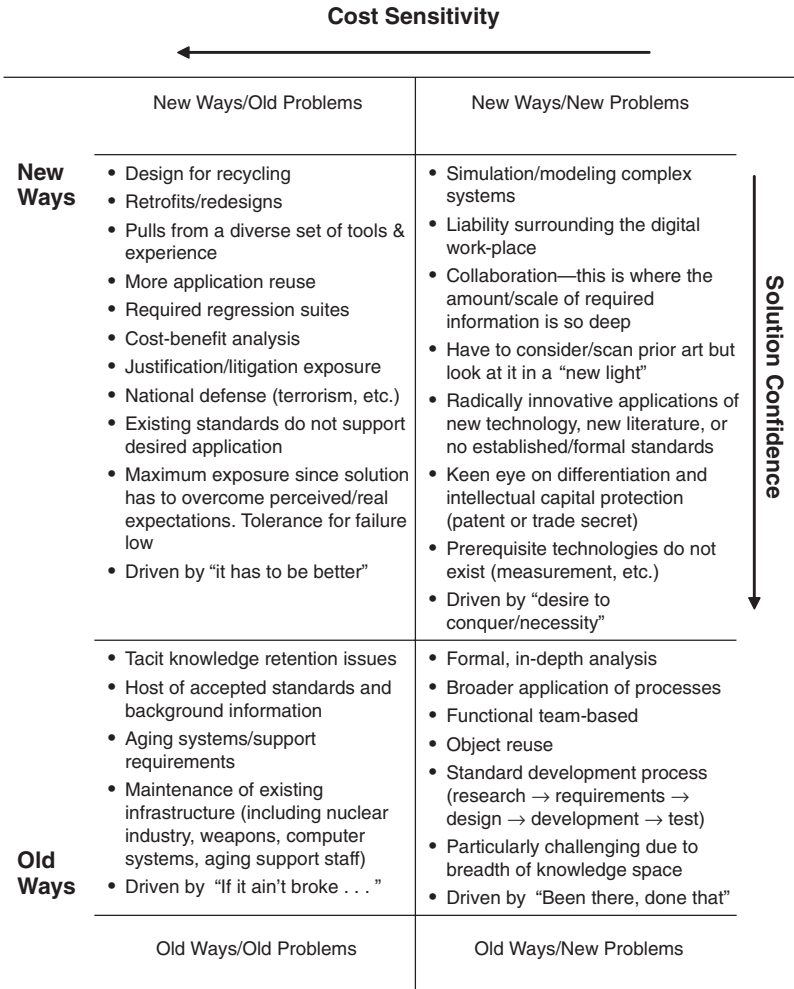 Cost Sensitivity
New Ways/Old Problems
New Ways/New Problems
New
Ways
• Design for recycling
• Retrofits/redesigns
• Pulls from a diverse set of tools &
experience
• More application reuse
• Required regression suites
• Cost-benefit analysis
• Justification/litigation exposure
• National defense (terrorism, etc.)
• Existing standards do not support
desired application
• Maximum exposure since solution
has to overcome perceived/real
expectations. Tolerance for failure
low
• Driven by “it has to be better”
• Simulation/modeling complex
systems
• Liability surrounding the digital
work-place
• Collaboration—this is where the
amount/scale of required
information is so deep
• Have to consider/scan prior art but
look at it in a “new light”
• Radically innovative applications of
new technology, new literature, or
no established/formal standards
• Keen eye on differentiation and
intellectual capital protection
(patent or trade secret)
• Prerequisite technologies do not
exist (measurement, etc.)
• Driven by “desire to
conquer/necessity”
Solution Confidence
Old
Ways
• Tacit knowledge retention issues
• Host of accepted standards and
background information
• Aging systems/support
requirements
• Maintenance of existing
infrastructure (including nuclear
industry, weapons, computer
systems, aging support staff)
• Driven by “If it ain’t broke . . . ”
• Formal, in-depth analysis
• Broader application of processes
• Functional team-based
• Object reuse
• Standard development process
(research → requirements →
design → development → test)
• Particularly challenging due to
breadth of knowledge space
• Driven by “Been there, done that”
Old Ways/Old Problems
Old Ways/New Problems